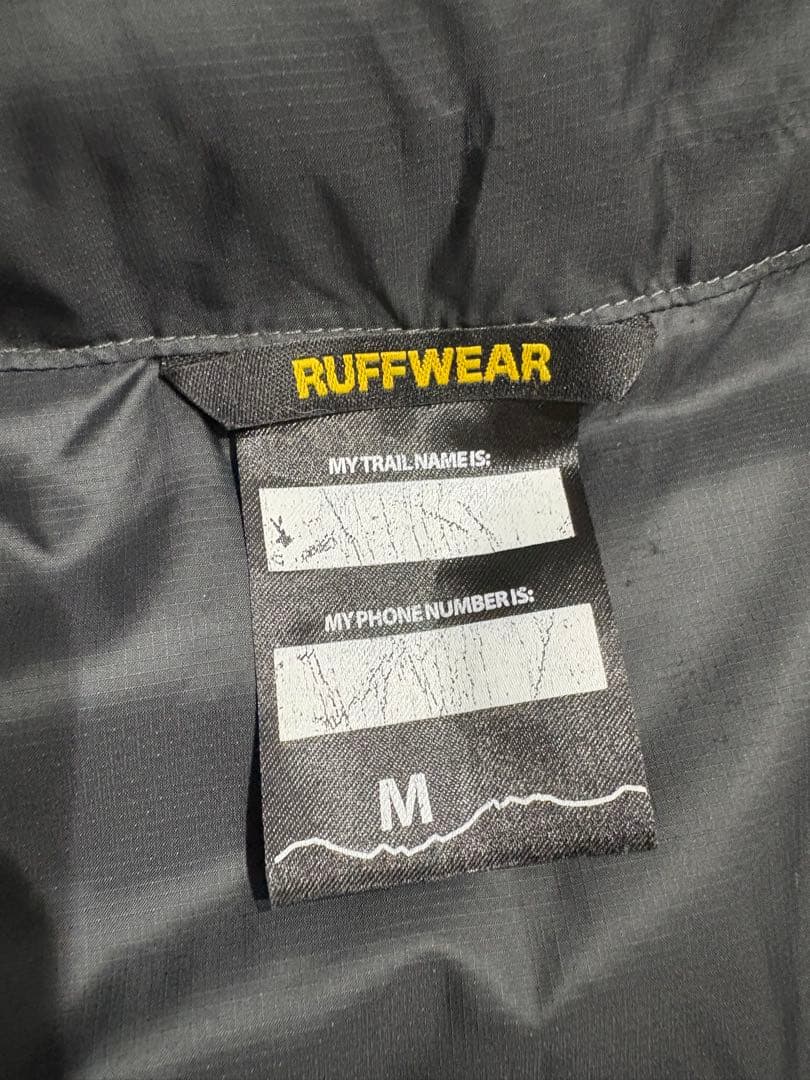 RUFFWEAR
MY TRAIL NAME IS:
MY PHONE NUMBER IS:
M